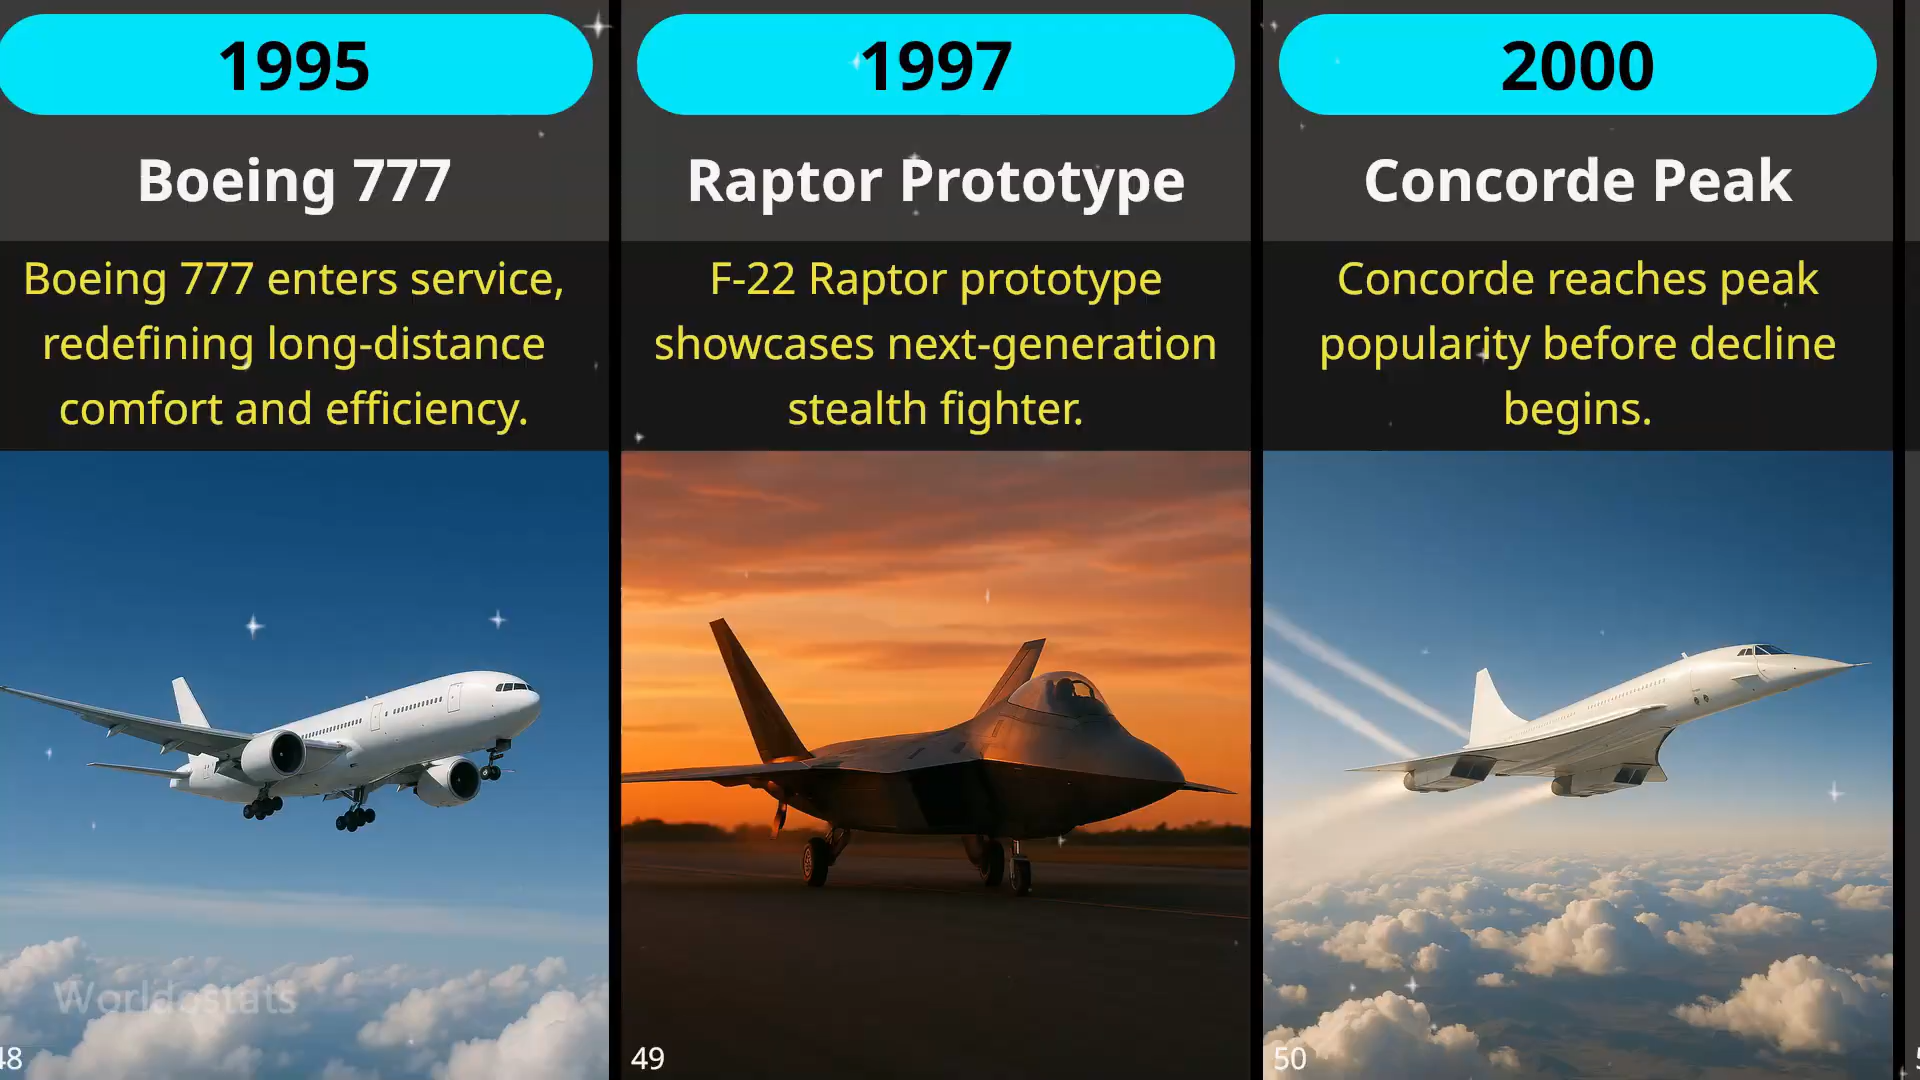 1995
Boeing 777
Boeing 777 enters service,
redefining long-distance
comfort and efficiency.
48
1997
Raptor Prototype
F-22 Raptor prototype
showcases next-generation
stealth fighter.
49
2000
Concorde Peak
Concorde reaches peak
popularity before decline
begins.
50